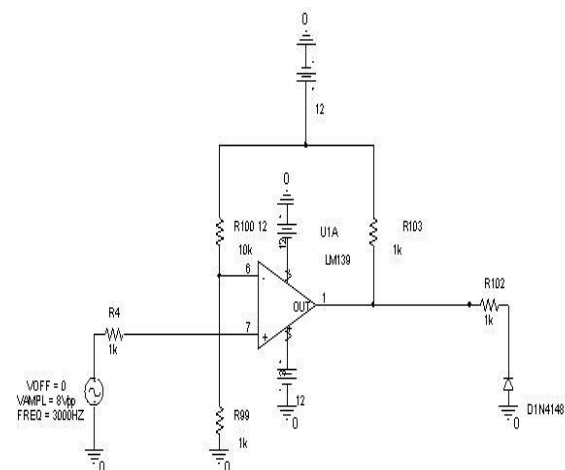 0
12
0
R100 12
10k
12
U1A
LM139
R103
1k
R102
1k
6
-
OUT
1
7
+
R4
1k
VOFF = 0
VAMPL = 8Vpp
FREQ = 3000HZ
R99
1k
12
D1N4148
0
0
0
0